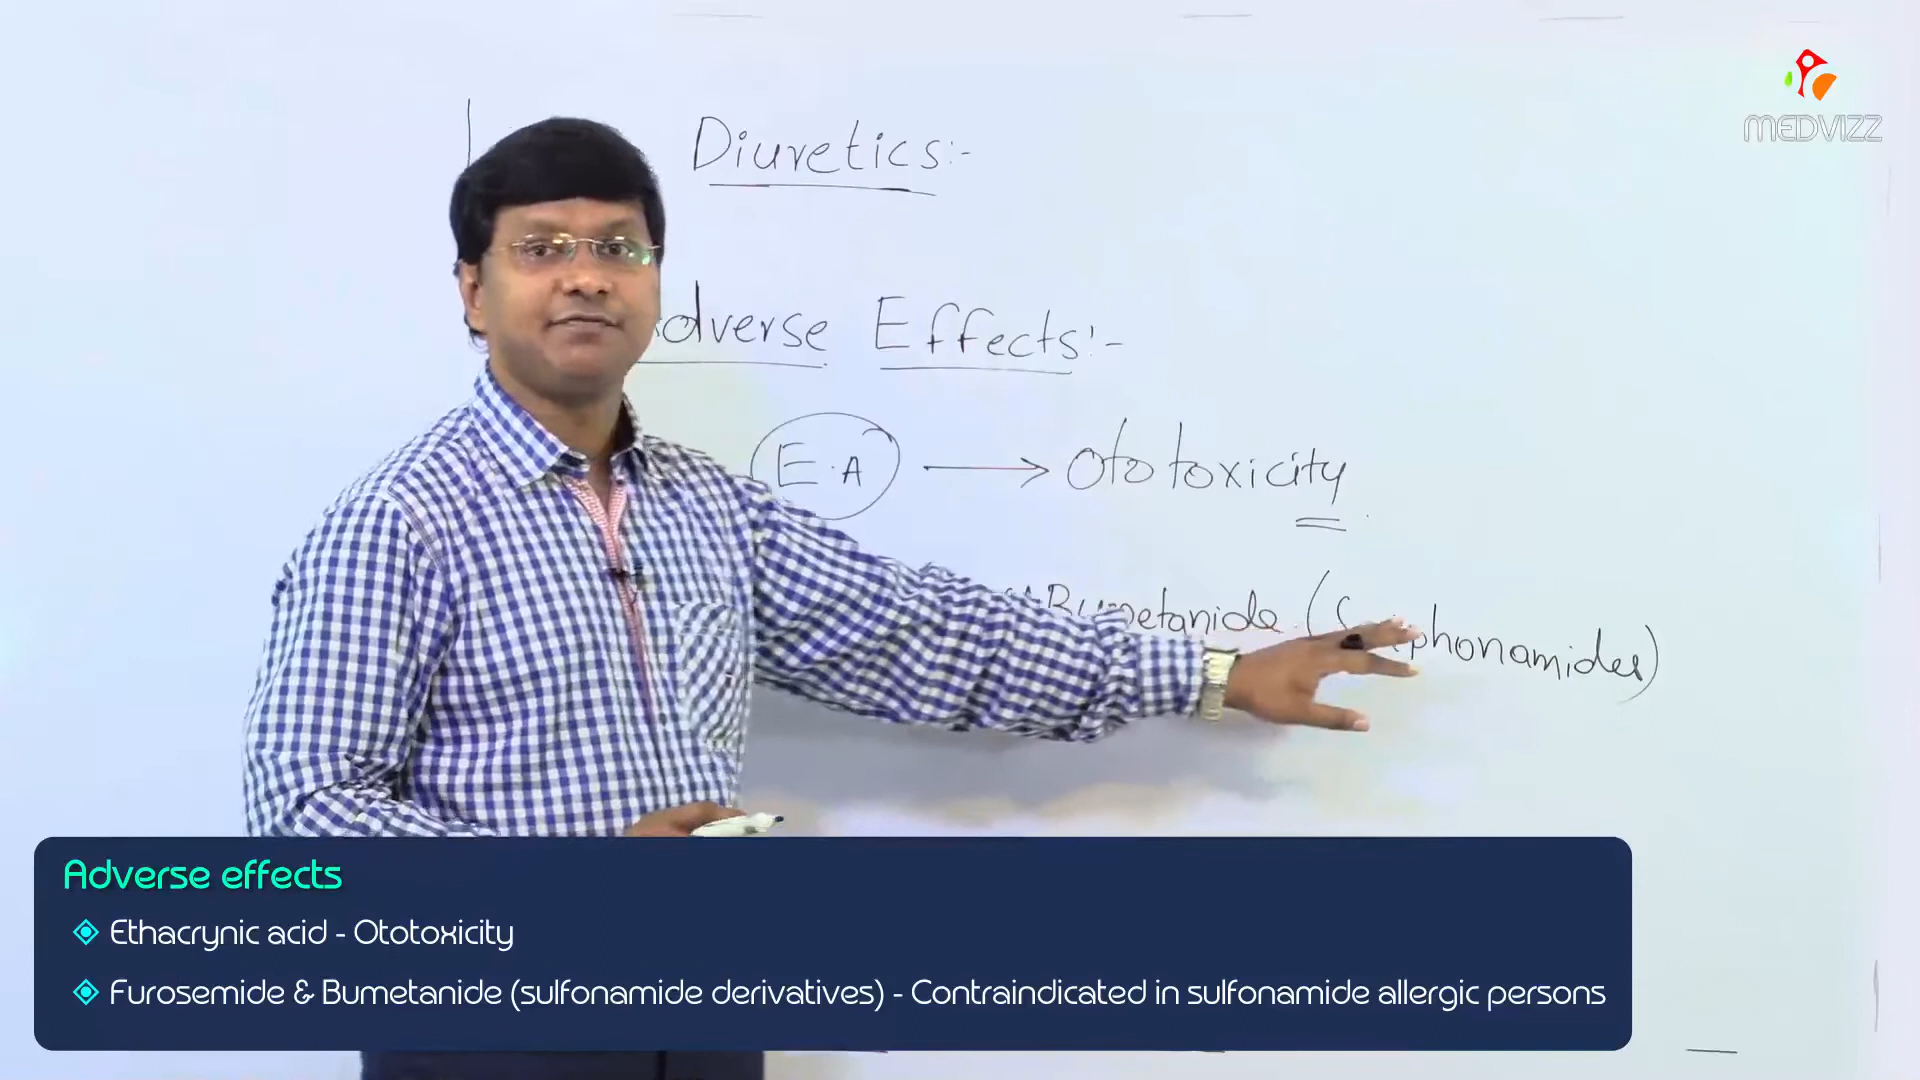 MEDVIZZ
Diuretics:-
Adverse Effects:-
E.A → Ototoxicity
Bumetanide (Sulphonamides)
Adverse effects
Ethacrynic acid - Ototoxicity
Furosemide & Bumetanide (sulfonamide derivatives) - Contraindicated in sulfonamide allergic persons